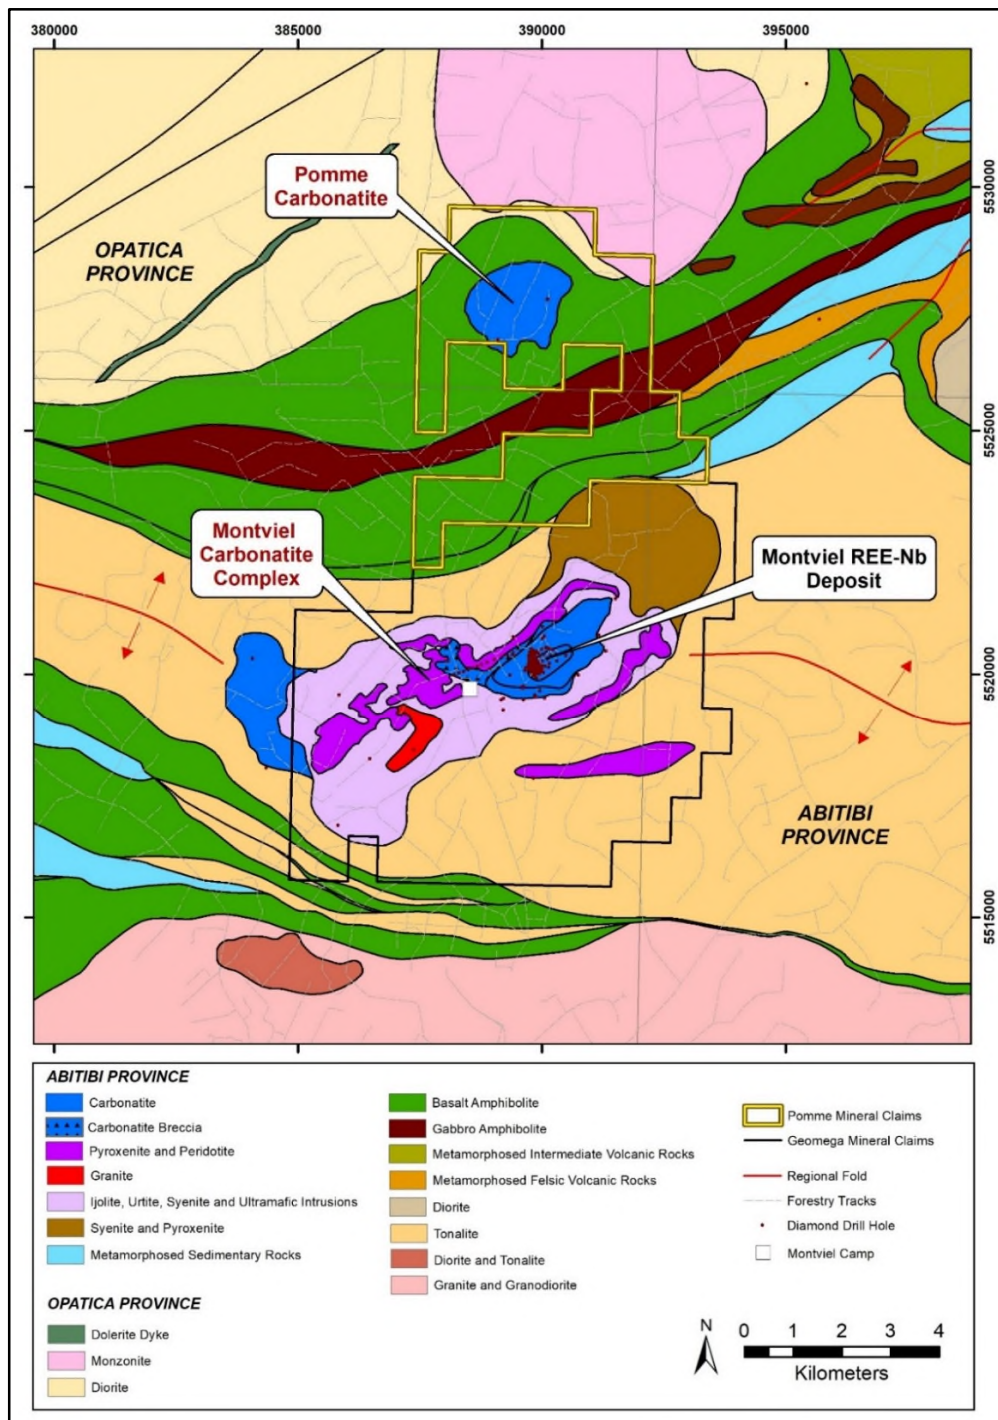 380000 385000 390000 395000
Pomme
Carbonatite
5530000
OPATICA
PROVINCE
5525000
Montviel
Carbonatite
Complex
Montviel REE-Nb
Deposit
5520000
ABITIBI
PROVINCE
5515000
ABITIBI PROVINCE
Carbonatite
Carbonatite Breccia
Pyroxenite and Peridotite
Granite
Ijolite, Urtite, Syenite and Ultramafic Intrusions
Syenite and Pyroxenite
Metamorphosed Sedimentary Rocks
OPATICA PROVINCE
Dolerite Dyke
Monzonite
Diorite
Basalt Amphibolite
Gabbro Amphibolite
Metamorphosed Intermediate Volcanic Rocks
Metamorphosed Felsic Volcanic Rocks
Diorite
Tonalite
Diorite and Tonalite
Granite and Granodiorite
Pomme Mineral Claims
Geomega Mineral Claims
Regional Fold
Forestry Tracks
Diamond Drill Hole
Montviel Camp
N
0 1 2 3 4
Kilometers